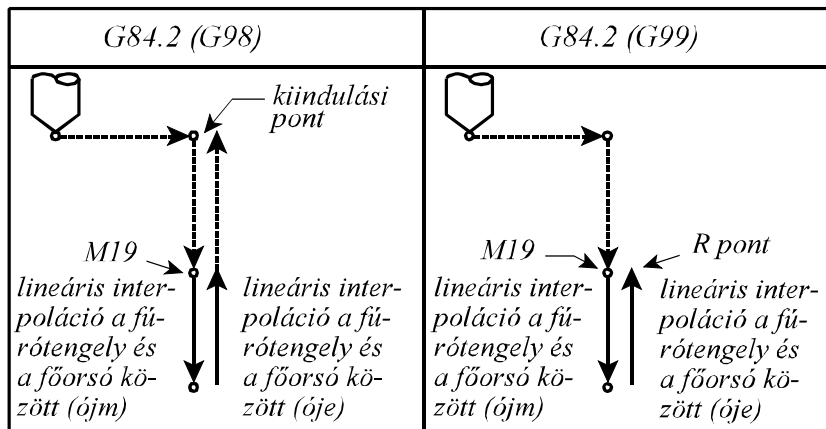 G84.2 (G98)
G84.2 (G99)
kiindulási
pont
M19
lineáris inter-
poláció a fú-
rótengely és
a főorsó kö-
zött (ójm)
lineáris inter-
poláció a fú-
rótengely és
a főorsó kö-
zött (óje)
M19
R pont
lineáris inter-
poláció a fú-
rótengely és
a főorsó kö-
zött (ójm)
lineáris inter-
poláció a fú-
rótengely és
a főorsó kö-
zött (óje)